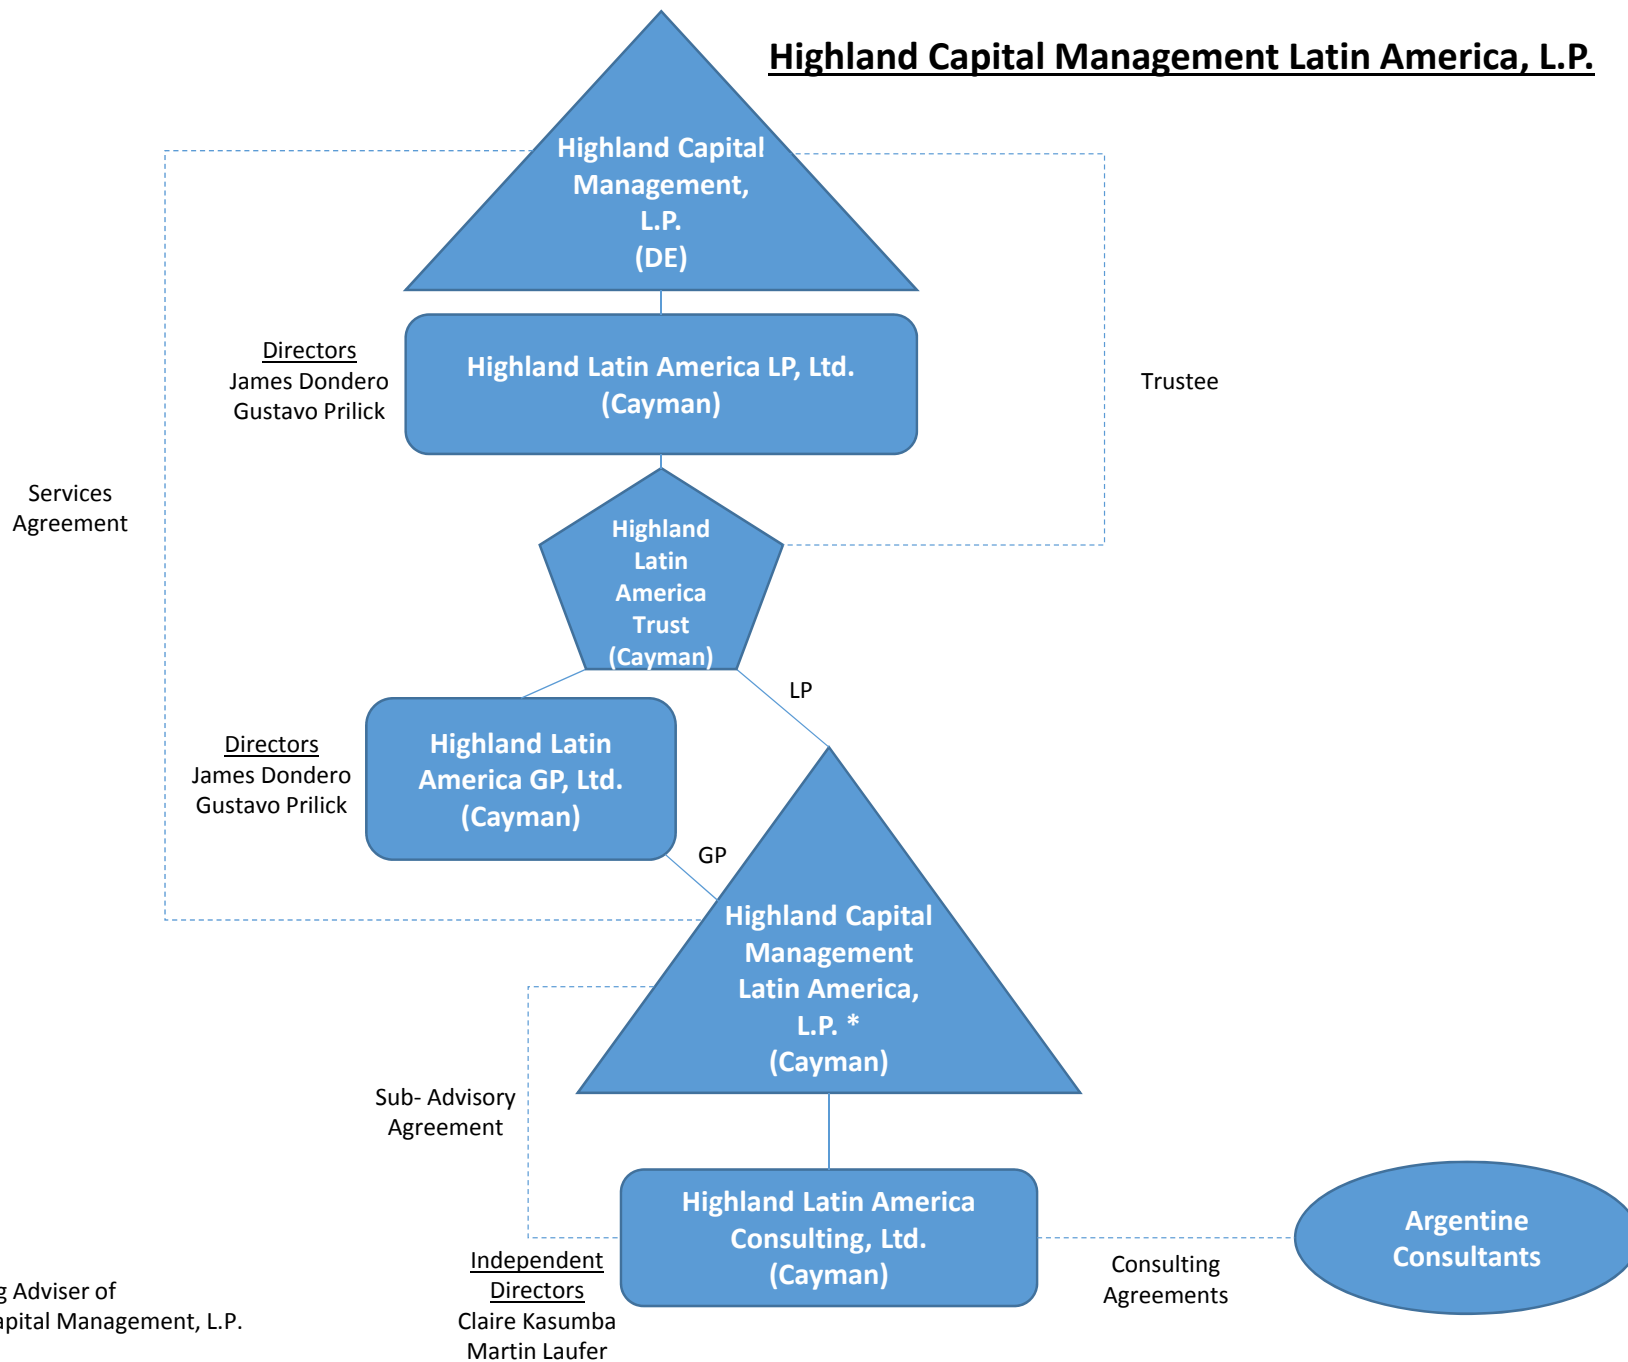 Highland Capital Management Latin America, L.P.
Highland Capital
Management,
L.P.
(DE)
Directors
James Dondero
Gustavo Prilick
Highland Latin America LP, Ltd.
(Cayman)
Trustee
Services
Agreement
Highland
Latin
America
Trust
(Cayman)
LP
Directors
James Dondero
Gustavo Prilick
Highland Latin
America GP, Ltd.
(Cayman)
GP
Highland Capital
Management
Latin America,
L.P. *
(Cayman)
Sub- Advisory
Agreement
Highland Latin America
Consulting, Ltd.
(Cayman)
Argentine
Consultants
Consulting
Agreements
Independent
Directors
Claire Kasumba
Martin Laufer
Adviser of
Management, L.P.